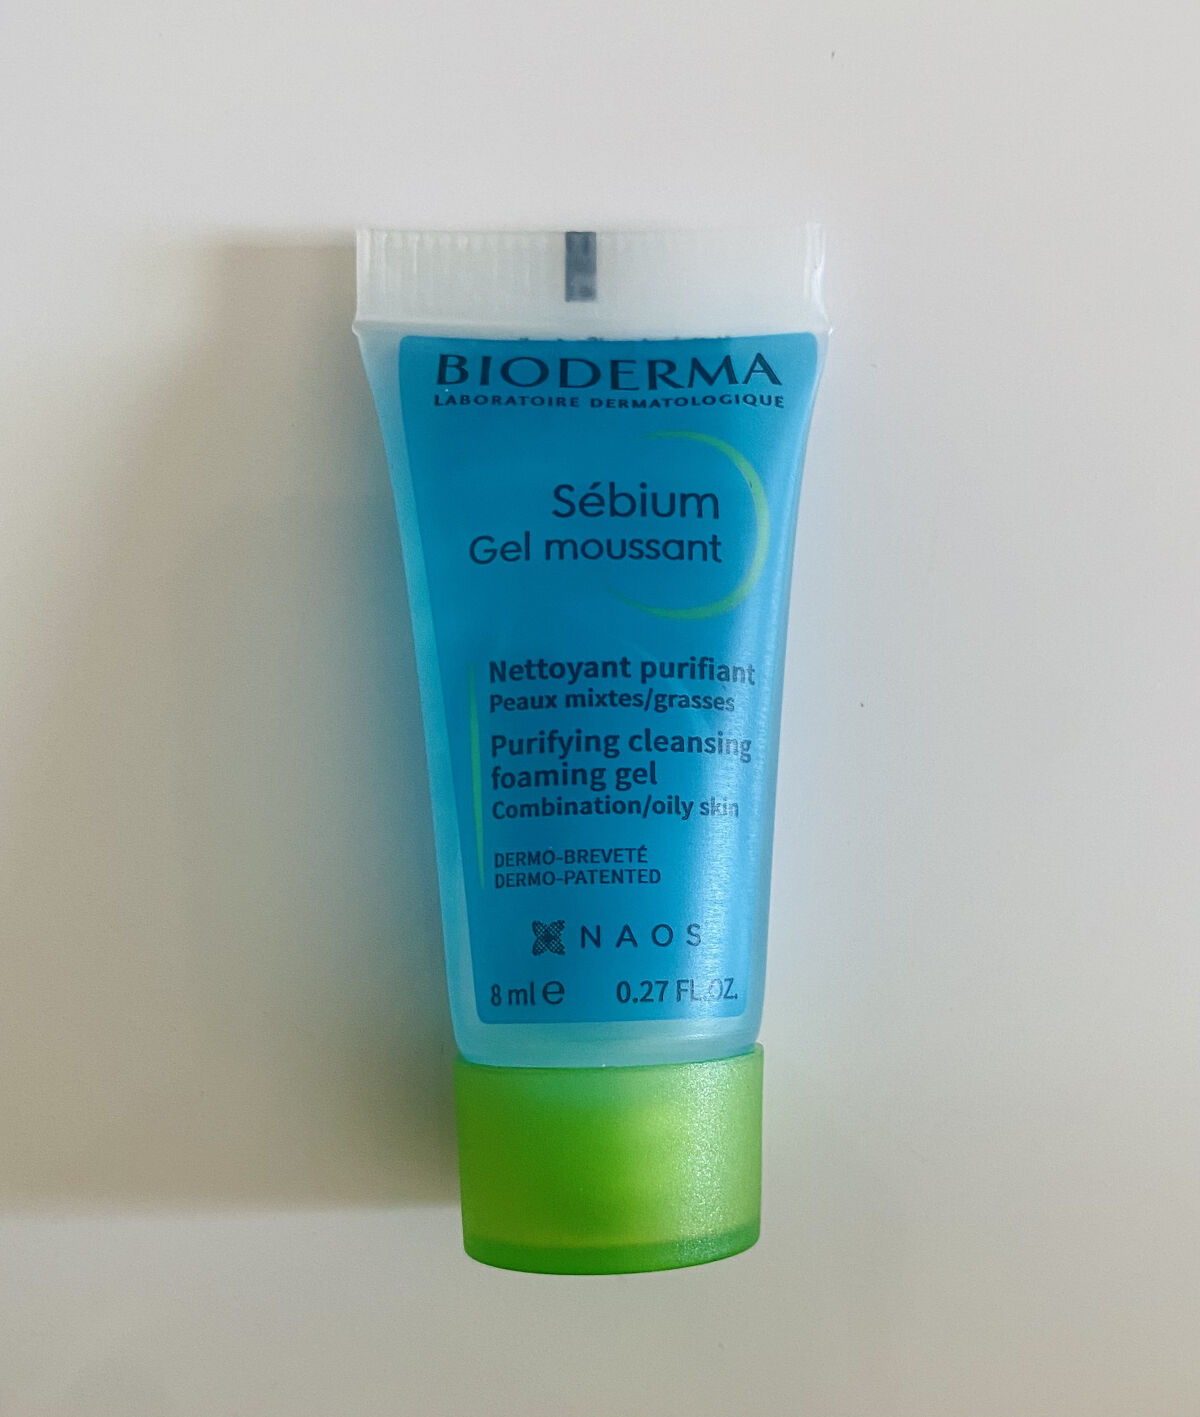 BIODERMA
LABORATOIRE DERMATOLOGIQUE
Sébium
Gel moussant
Nettoyant purifiant
Peaux mixtes/grasses
Purifying cleansing
foaming gel
Combination/oily skin
DERMO-BREVETÉ
DERMO-PATENTED
NAOS
8 ml e 0.27 FL.OZ.